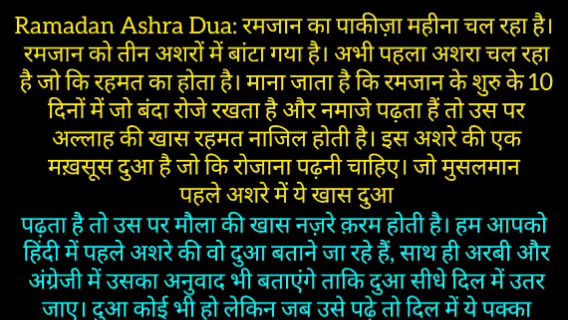 Ramadan Ashra Dua: रमजान का पाकीज़ा महीना चल रहा है।
रमजान को तीन अशरों में बांटा गया है। अभी पहला अशरा चल रहा
है जो कि रहमत का होता है। माना जाता है कि रमजान के शुरु के 10
दिनों में जो बंदा रोजे रखता है और नमाजे पढ़ता हैं तो उस पर
अल्लाह की खास रहमत नाजिल होती है। इस अशरे की एक
मख़सूस दुआ है जो कि रोजाना पढ़नी चाहिए। जो मुसलमान
पहले अशरे में ये खास दुआ
पढ़ता है तो उस पर मौला की खास नज़रे क़रम होती है। हम आपको
हिंदी में पहले अशरे की वो दुआ बताने जा रहे हैं, साथ ही अरबी और
अंग्रेजी में उसका अनुवाद भी बताएंगे ताकि दुआ सीधे दिल में उतर
जाए। दुआ कोई भी हो लेकिन जब उसे पढ़े तो दिल में ये पक्का